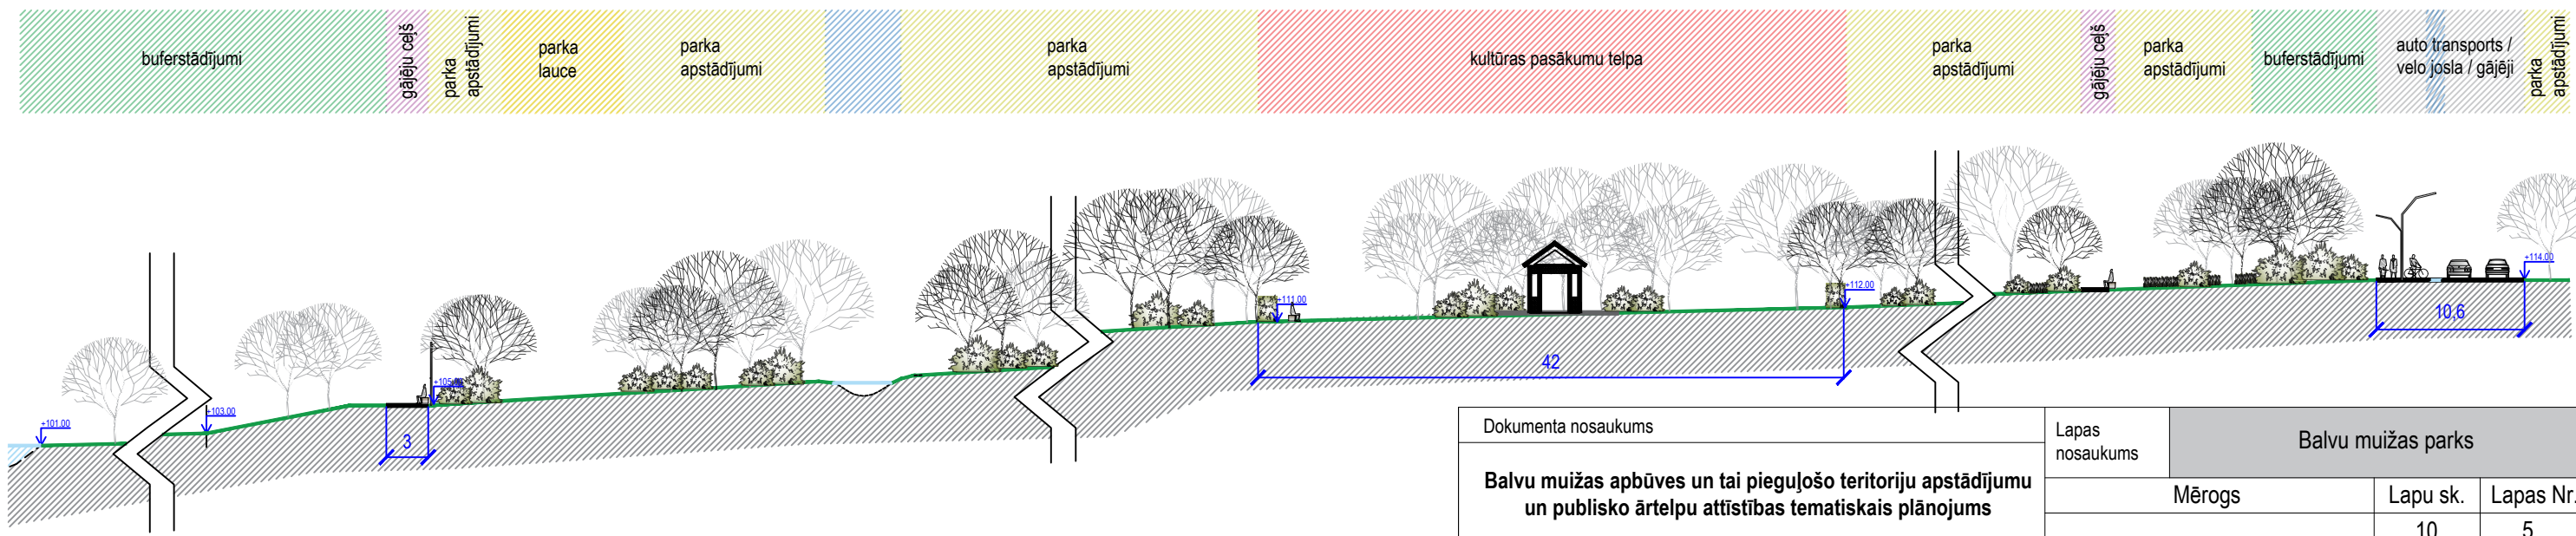 buferstādījumi
gājēju ceļš
parka
apstādījumi
parka
lauce
parka
apstādījumi
parka
apstādījumi
kultūras pasākumu telpa
parka
apstādījumi
gājēju ceļš
parka
apstādījumi
buferstādījumi
auto transports /
velo josla / gājēji
parka
apstādījumi
+101.00
+103.00
3
+111.00
42
+112.00
10,6
+114.00
Dokumenta nosaukums
Balvu muižas apbūves un tai pieguļošo teritoriju apstādījumu
un publisko ārtelpu attīstības tematiskais plānojums
Lapas
nosaukums
Balvu muižas parks
Mērogs
Lapu sk.
Lapas Nr.
10
5